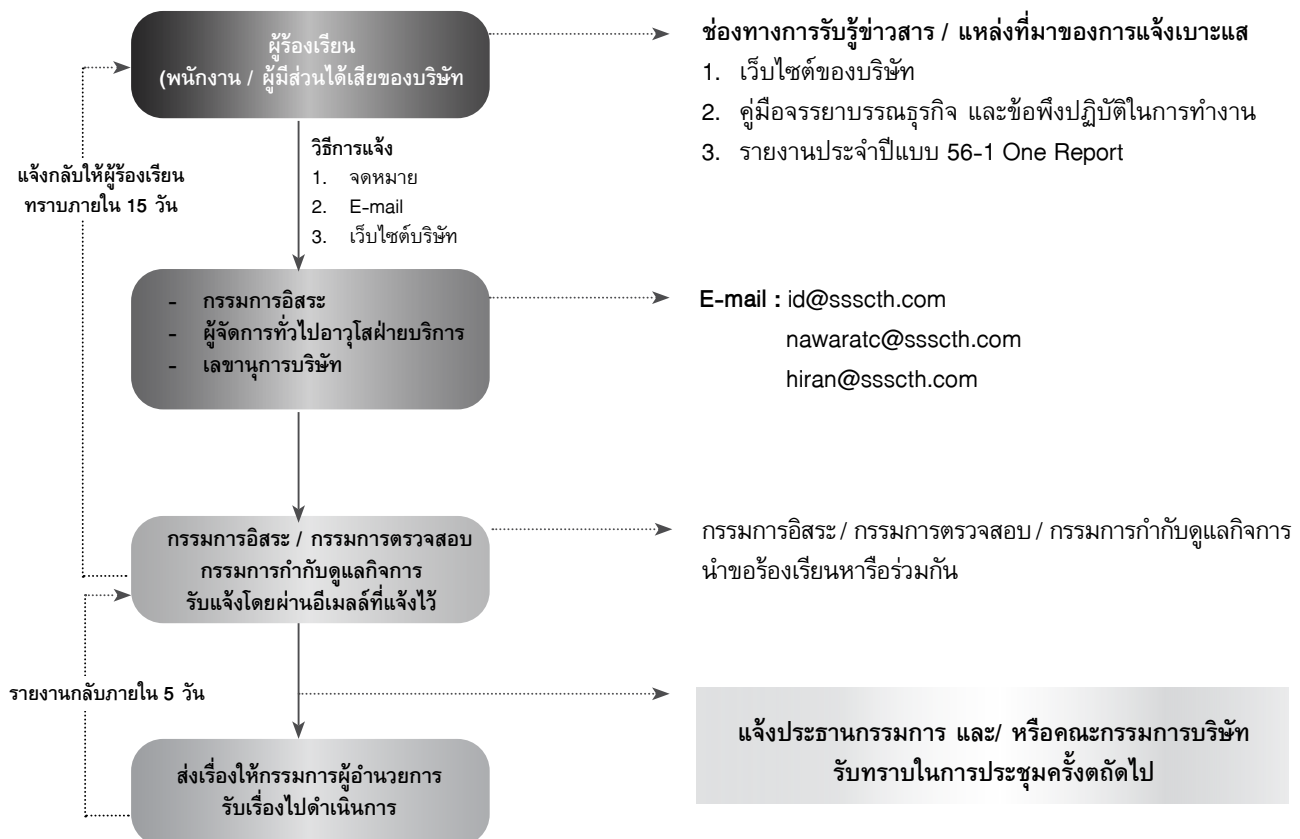 ผู้ร้องเรียน
(พนักงาน / ผู้มีส่วนได้เสียของบริษัท
ช่องทางการรับรู้ข่าวสาร / แหล่งที่มาของการแจ้งเบาะแส
1. เว็บไซต์ของบริษัท
2. คู่มือจรรยาบรรณธุรกิจ และข้อพึงปฏิบัติในการทำงาน
3. รายงานประจำปีแบบ 56-1 One Report
แจ้งกลับให้ผู้ร้องเรียน
ทราบภายใน 15 วัน
วิธีการแจ้ง
1. จดหมาย
2. E-mail
3. เว็บไซต์บริษัท
- กรรมการอิสระ
- ผู้จัดการทั่วไปอาวุโสฝ่ายบริการ
- เลขานุการบริษัท
E-mail : id@ssscth.com
nawaratc@ssscth.com
hiran@ssscth.com
กรรมการอิสระ / กรรมการตรวจสอบ
กรรมการกำกับดูแลกิจการ
รับแจ้งโดยผ่านอีเมลล์ที่แจ้งไว้
กรรมการอิสระ / กรรมการตรวจสอบ / กรรมการกำกับดูแลกิจการ
นำขอร้องเรียนหารือร่วมกัน
รายงานกลับภายใน 5 วัน
แจ้งประธานกรรมการ และ/ หรือคณะกรรมการบริษัท
รับทราบในการประชุมครั้งตถัดไป
ส่งเรื่องให้กรรมการผู้อำนวยการ
รับเรื่องไปดำเนินการ